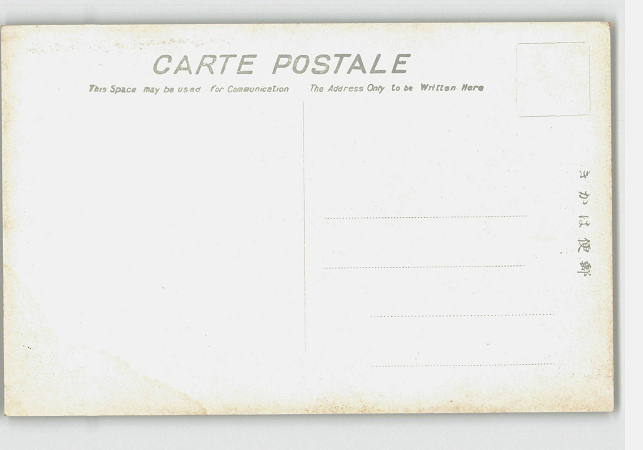 CARTE POSTALE
This Space may be used for Communication
The Address Only to be Written Here
きかは便郵